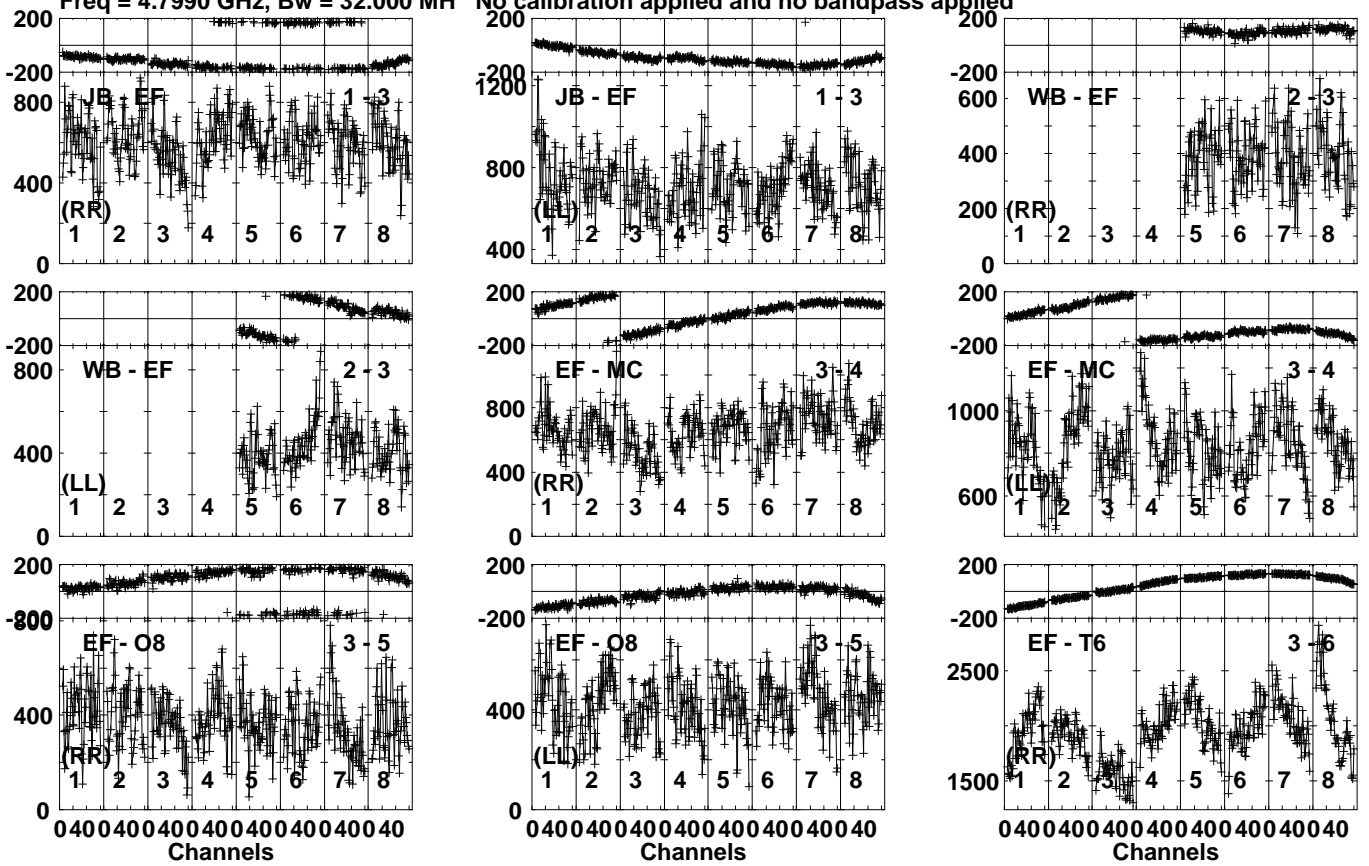 Freq = 4.7990 GHz, Bw = 32.000 MH No calibration applied and no bandpass applied
200 200 200
-200 -200 -200
JB - EF 1 - 3 JB - EF 1 - 3 WB - EF 2 - 3
800 1200 600
400 800 400
(RR) (LL) 200 (RR)
1 2 3 4 5 6 7 8 1 2 3 4 5 6 7 8 1 2 3 4 5 6 7 8
0 400 0
200 200 200
-200 -200 -200
WB - EF 2 - 3 EF - MC 3 - 4 EF - MC 3 - 4
800 800 1000
400 400 600
(LL) (RR) (LL)
1 2 3 4 5 6 7 8 1 2 3 4 5 6 7 8 1 2 3 4 5 6 7 8
0 0
200 200 200
-200 -200 -200
800
EF - O8 3 - 5 EF - O8 3 - 5 EF - T6 3 - 6
400 400 2500
(RR) (LL) (RR)
1500
1 2 3 4 5 6 7 8 1 2 3 4 5 6 7 8 1 2 3 4 5 6 7 8
0 0
0 40 0 40 0 40 0 40 0 40 0 40 0 40 0 40 0 40 0 40 0 40 0 40 0 40 0 40 0 40 0 40 0 40 0 40 0 40 0 40 0 40 0 40 0 40 0 40
Channels Channels Channels